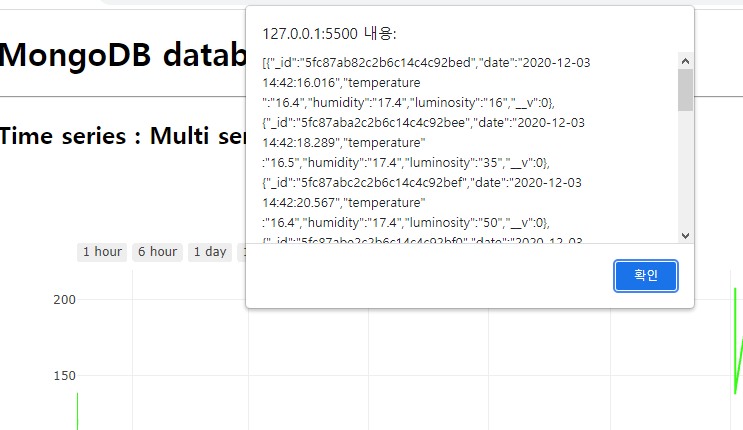 MongoDB datab
Time series : Multi ser
127.0.0.1:5500 내용:
[{"_id":"5fc87ab82c2b6c14c4c92bed","date":"2020-12-03
14:42:16.016","temperature
":"16.4","humidity":"17.4","luminosity":"16","__v":0},
{"_id":"5fc87aba2c2b6c14c4c92bee","date":"2020-12-03
14:42:18.289","temperature"
:"16.5","humidity":"17.4","luminosity":"35","__v":0},
{"_id":"5fc87abc2c2b6c14c4c92bef","date":"2020-12-03
14:42:20.567","temperature"
:"16.4","humidity":"17.4","luminosity":"50","__v":0},
{"_id":"5fc87abe2c2b6c14c4c92bf0","date":"2020-12-03
확인
1 hour 6 hour 1 day
200
150